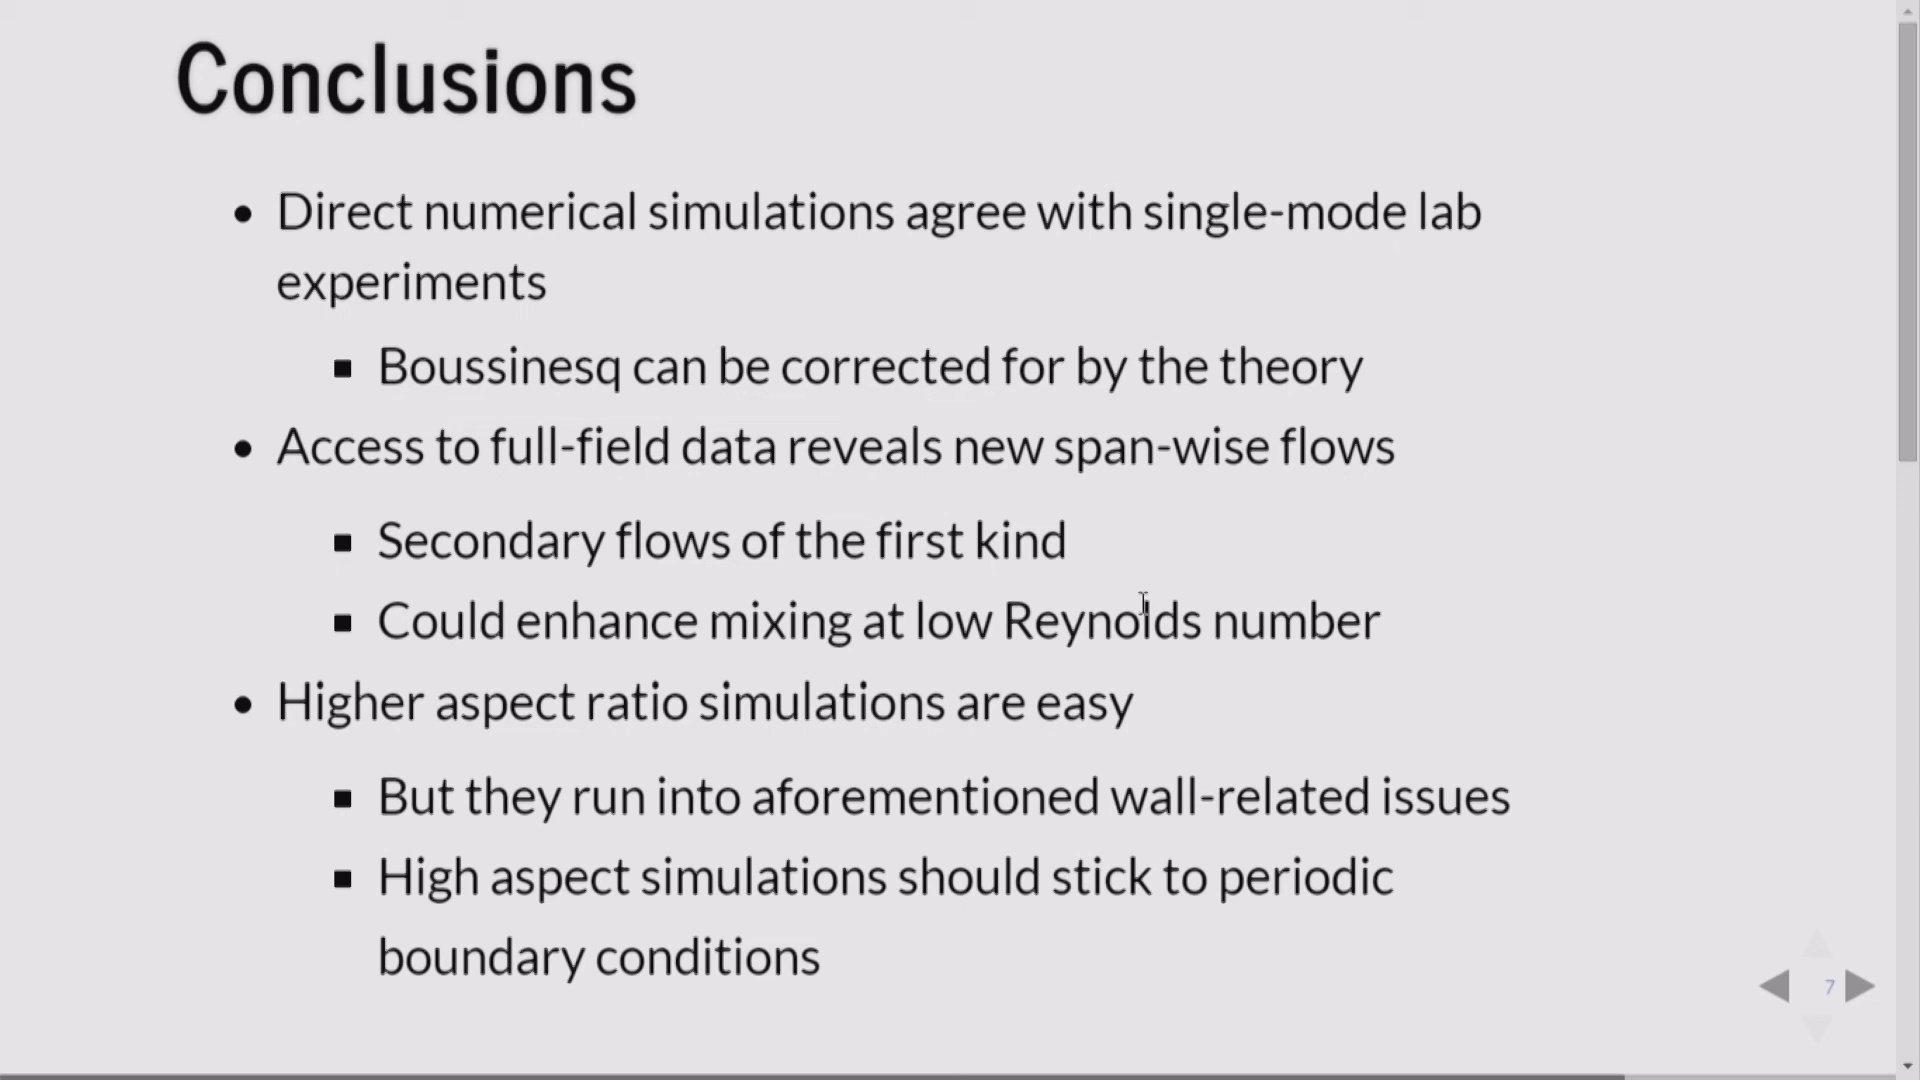 Conclusions
Direct numerical simulations agree with single-mode lab
experiments
Boussinesq can be corrected for by the theory
Access to full-field data reveals new span-wise flows
Secondary flows of the first kind
Could enhance mixing at low Reynolds number
Higher aspect ratio simulations are easy
But they run into aforementioned wall-related issues
High aspect simulations should stick to periodic
boundary conditions
7